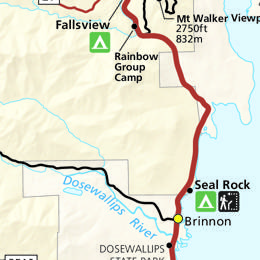 Fallsview
Mt Walker Viewp
2750ft
832m
Rainbow
Group
Camp
Dosewallips River
Seal Rock
Brinnon
DOSEWALLIPS
STATE PARK